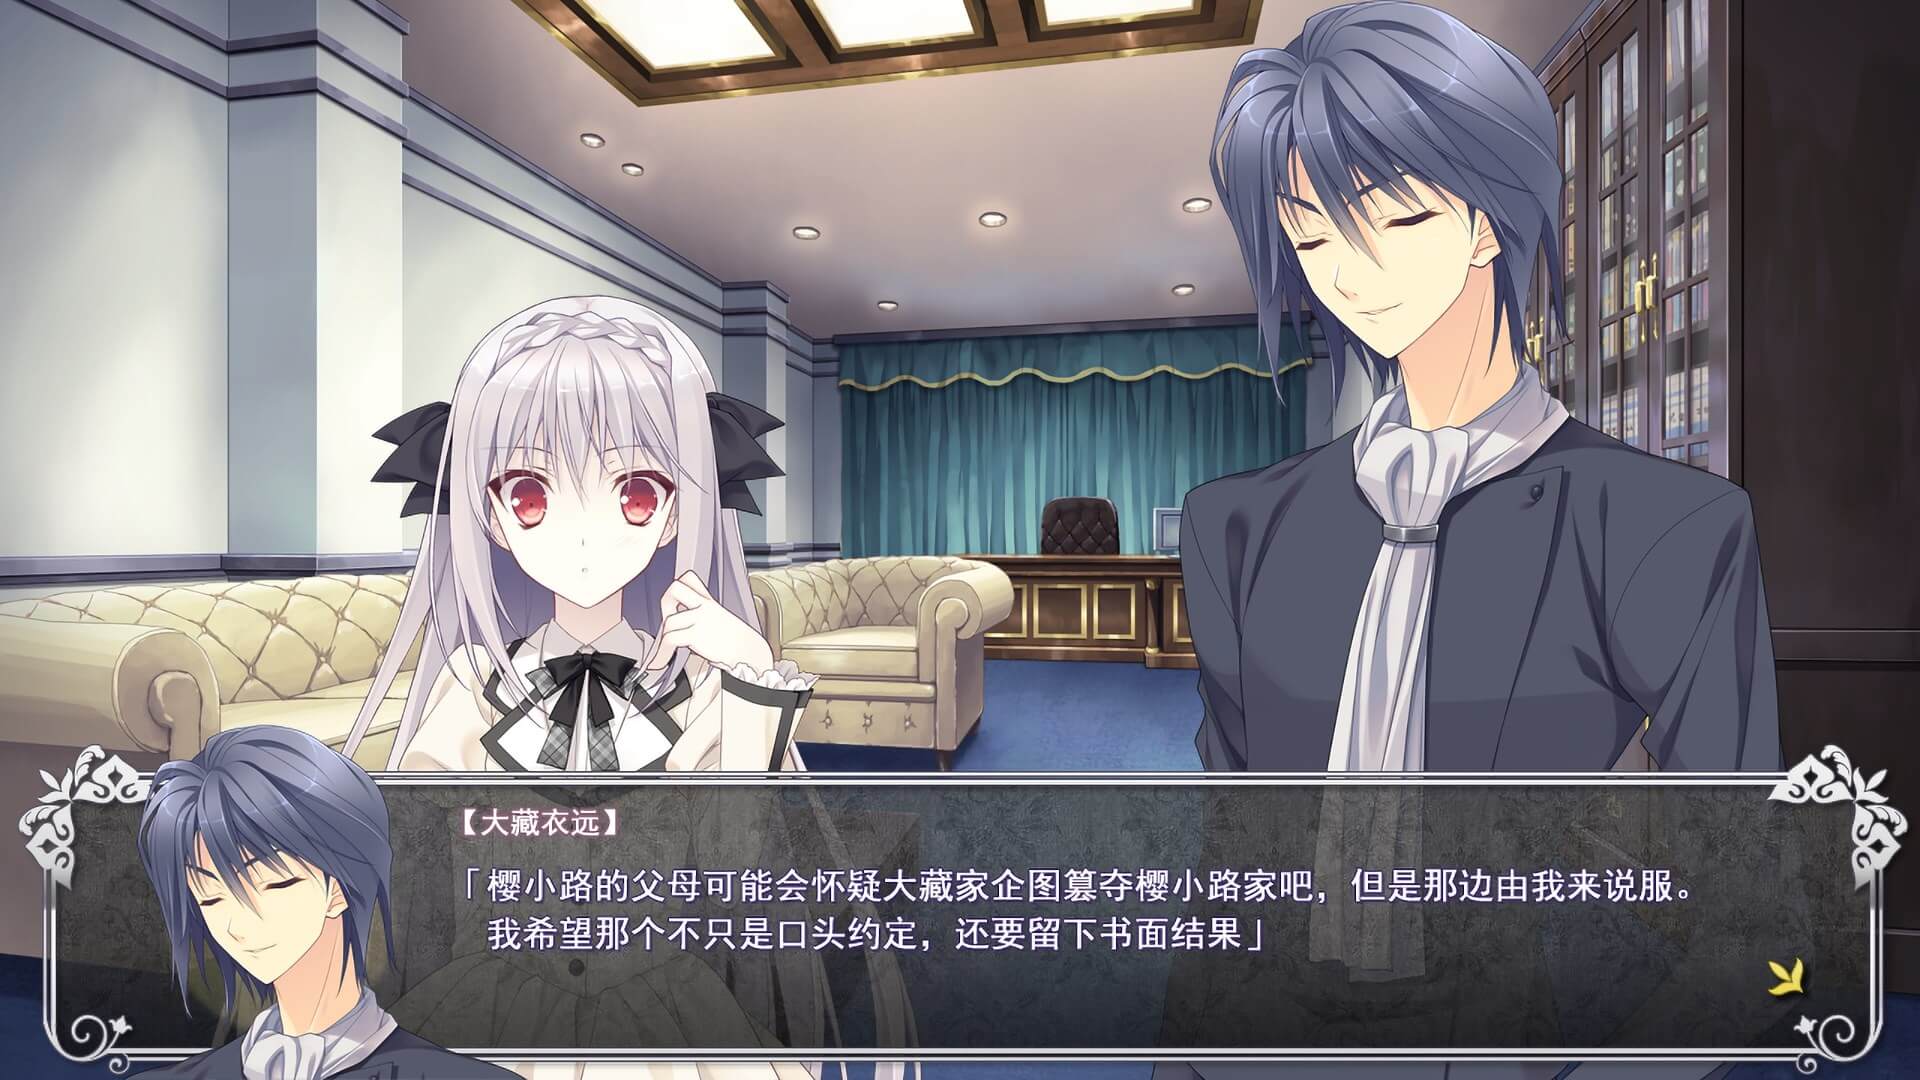 【大藏衣远】
「樱小路的父母可能会怀疑大藏家企图篡夺樱小路家吧，但是那边由我来说服。
我希望那个不只是口头约定，还要留下书面结果」